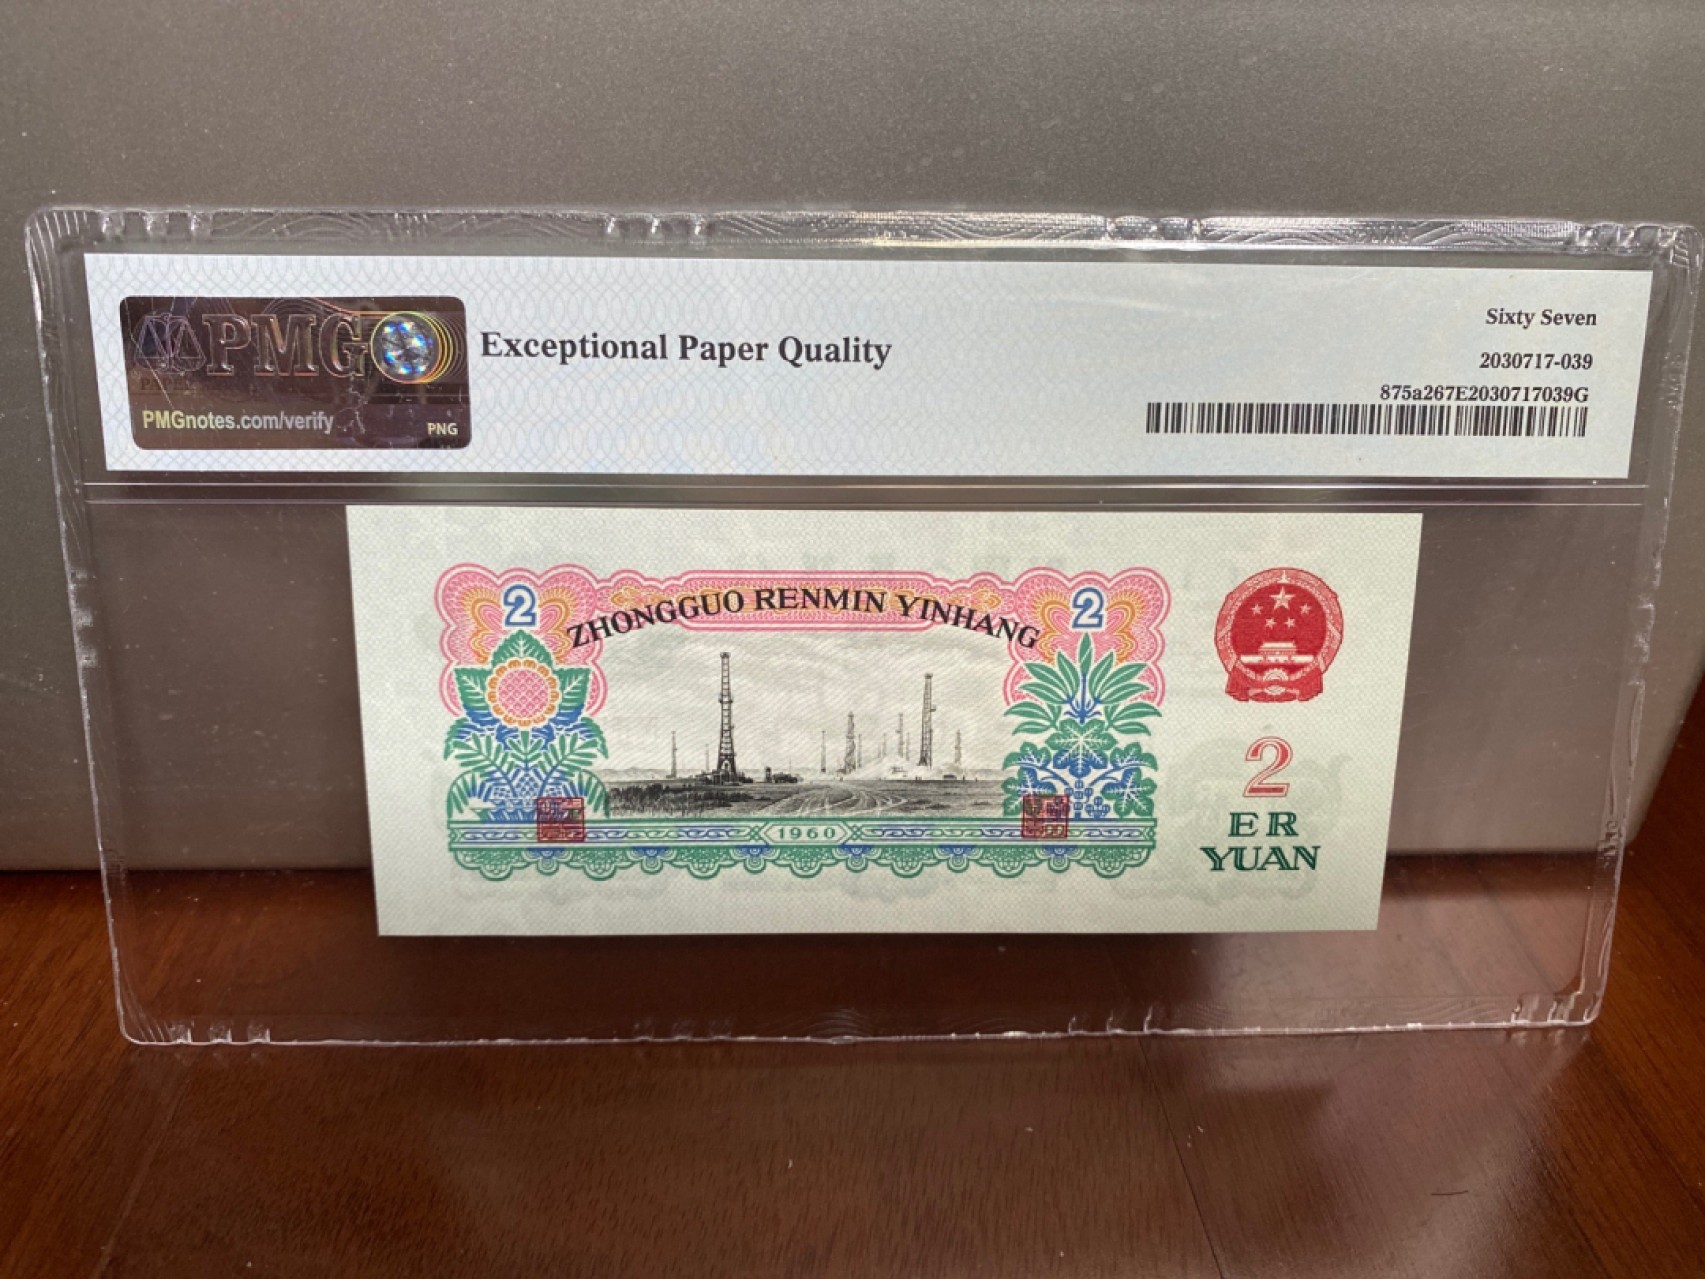 PMG
PMGnotes.com/verify
PNG
Exceptional Paper Quality
Sixty Seven
2030717-039
875a267E2030717039G
ZHONGGUO RENMIN YINHANG
2
2
1960
2
ER
YUAN